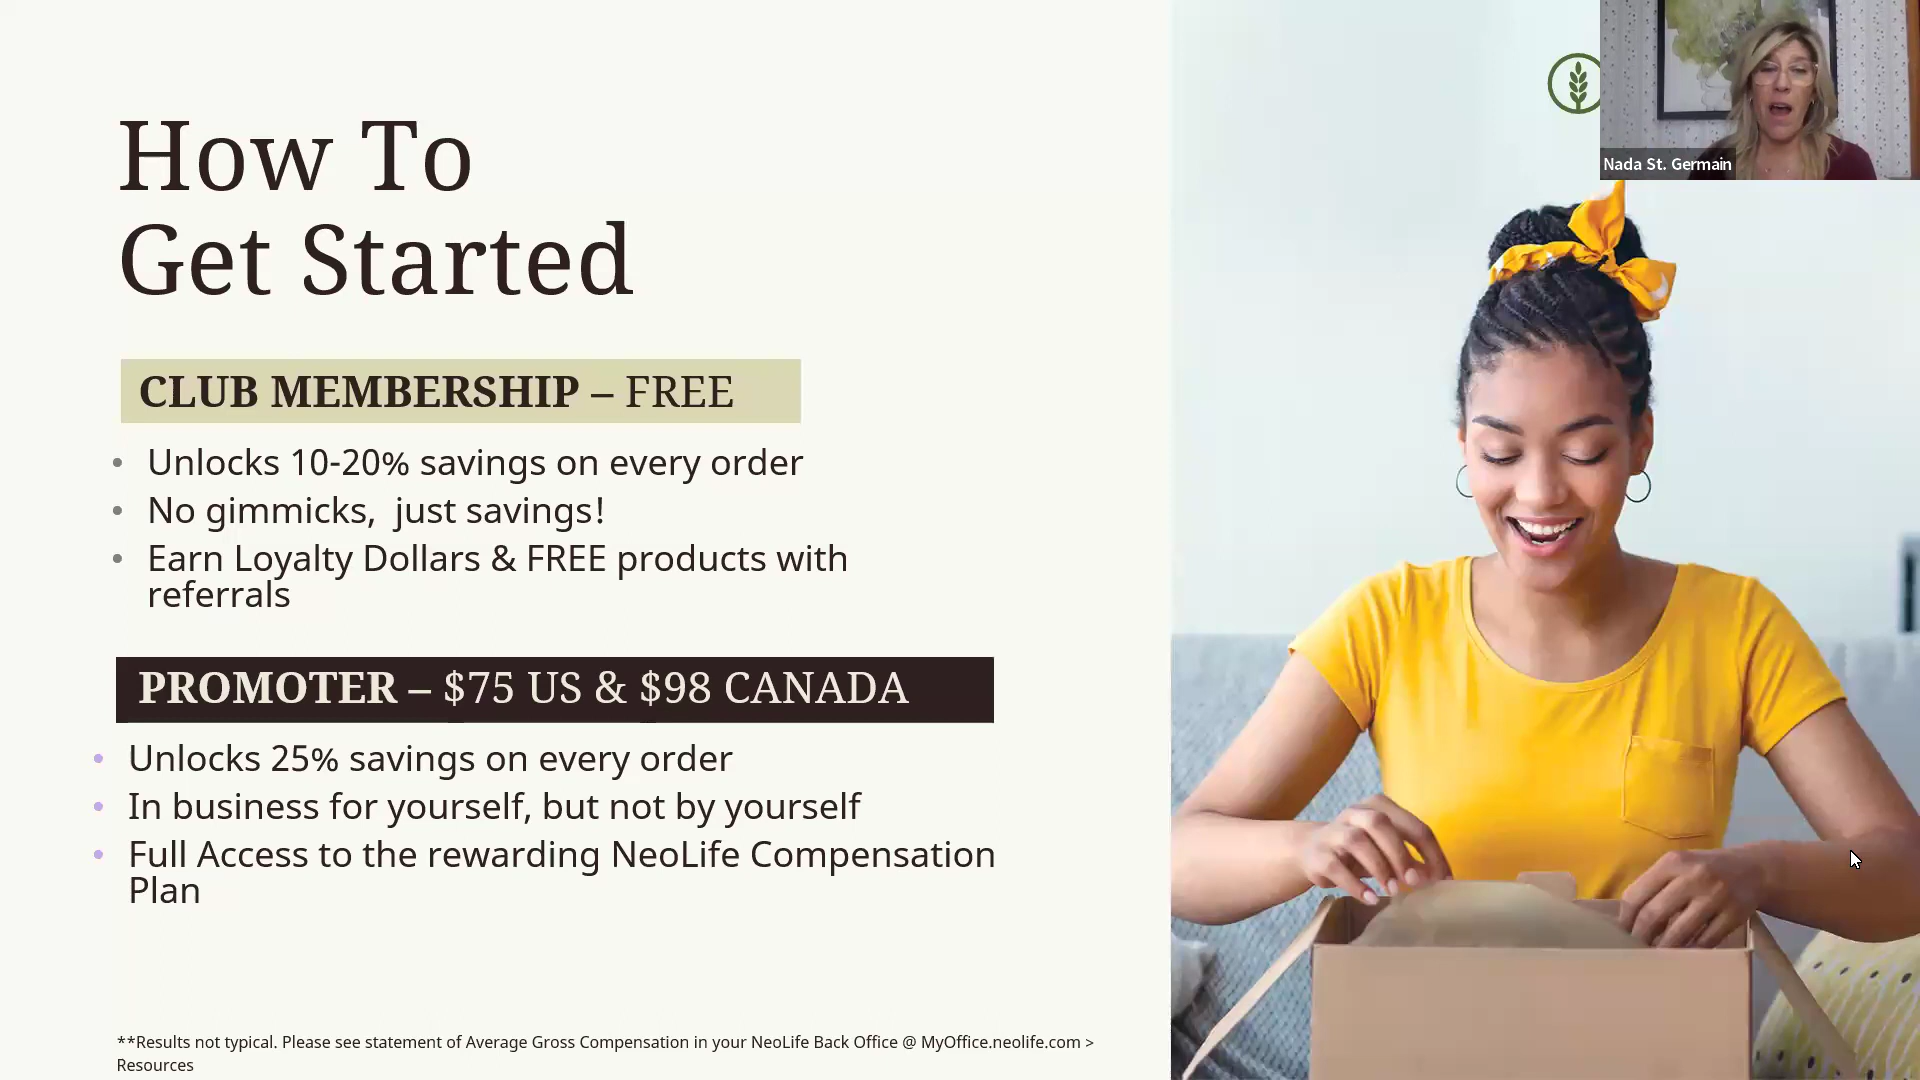 How To
Get Started
CLUB MEMBERSHIP – FREE
• Unlocks 10-20% savings on every order
• No gimmicks,  just savings!
• Earn Loyalty Dollars & FREE products with
referrals
PROMOTER – $75 US & $98 CANADA
• Unlocks 25% savings on every order
• In business for yourself, but not by yourself
• Full Access to the rewarding NeoLife Compensation
Plan
**Results not typical. Please see statement of Average Gross Compensation in your NeoLife Back Office @ MyOffice.neolife.com >
Resources
Nada St. Germain